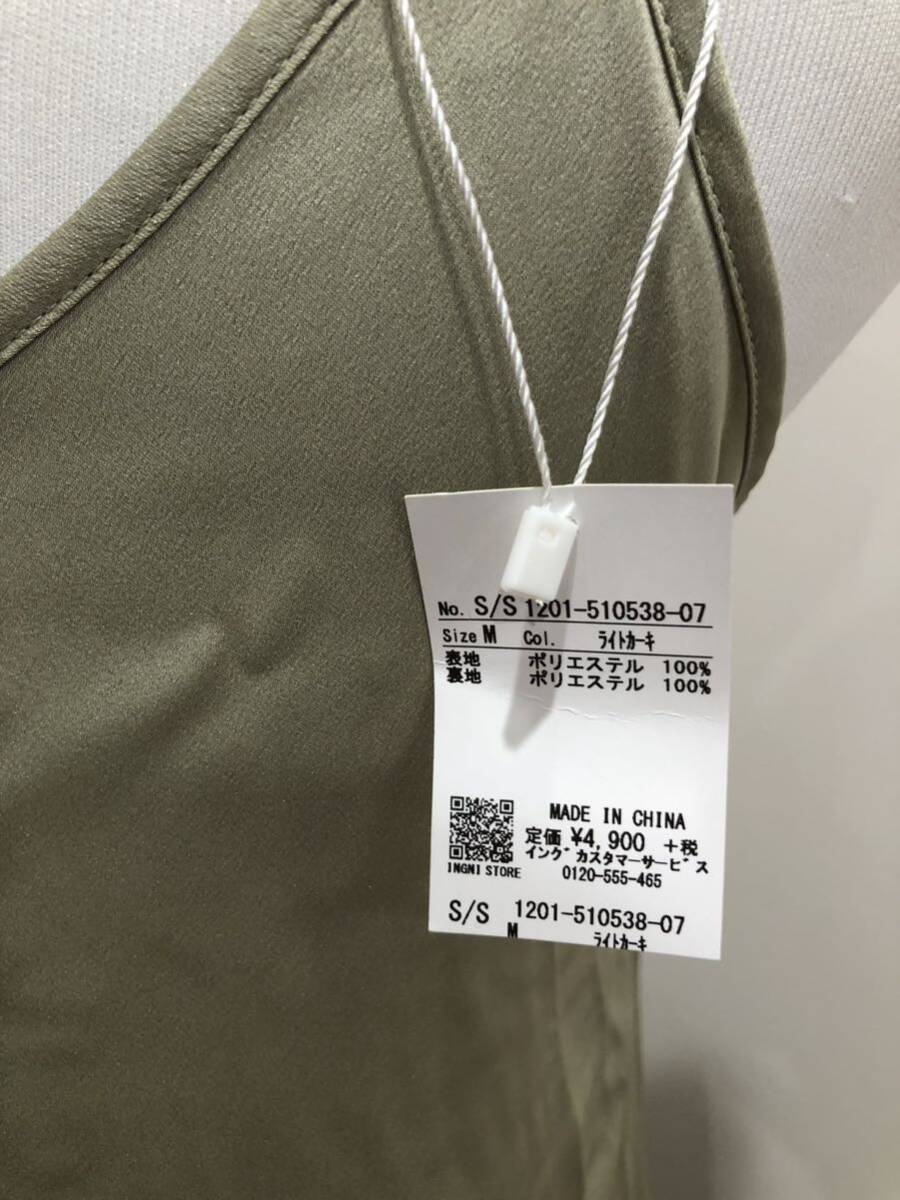 No. S/S 1201-510538-07
Size M Col. ライトカーキ
表地 ポリエステル 100%
裏地 ポリエステル 100%
MADE IN CHINA
定価 ¥4,900 +税
イング カスタマーサービス
0120-555-465
INGNI STORE
S/S 1201-510538-07
M ライトカーキ